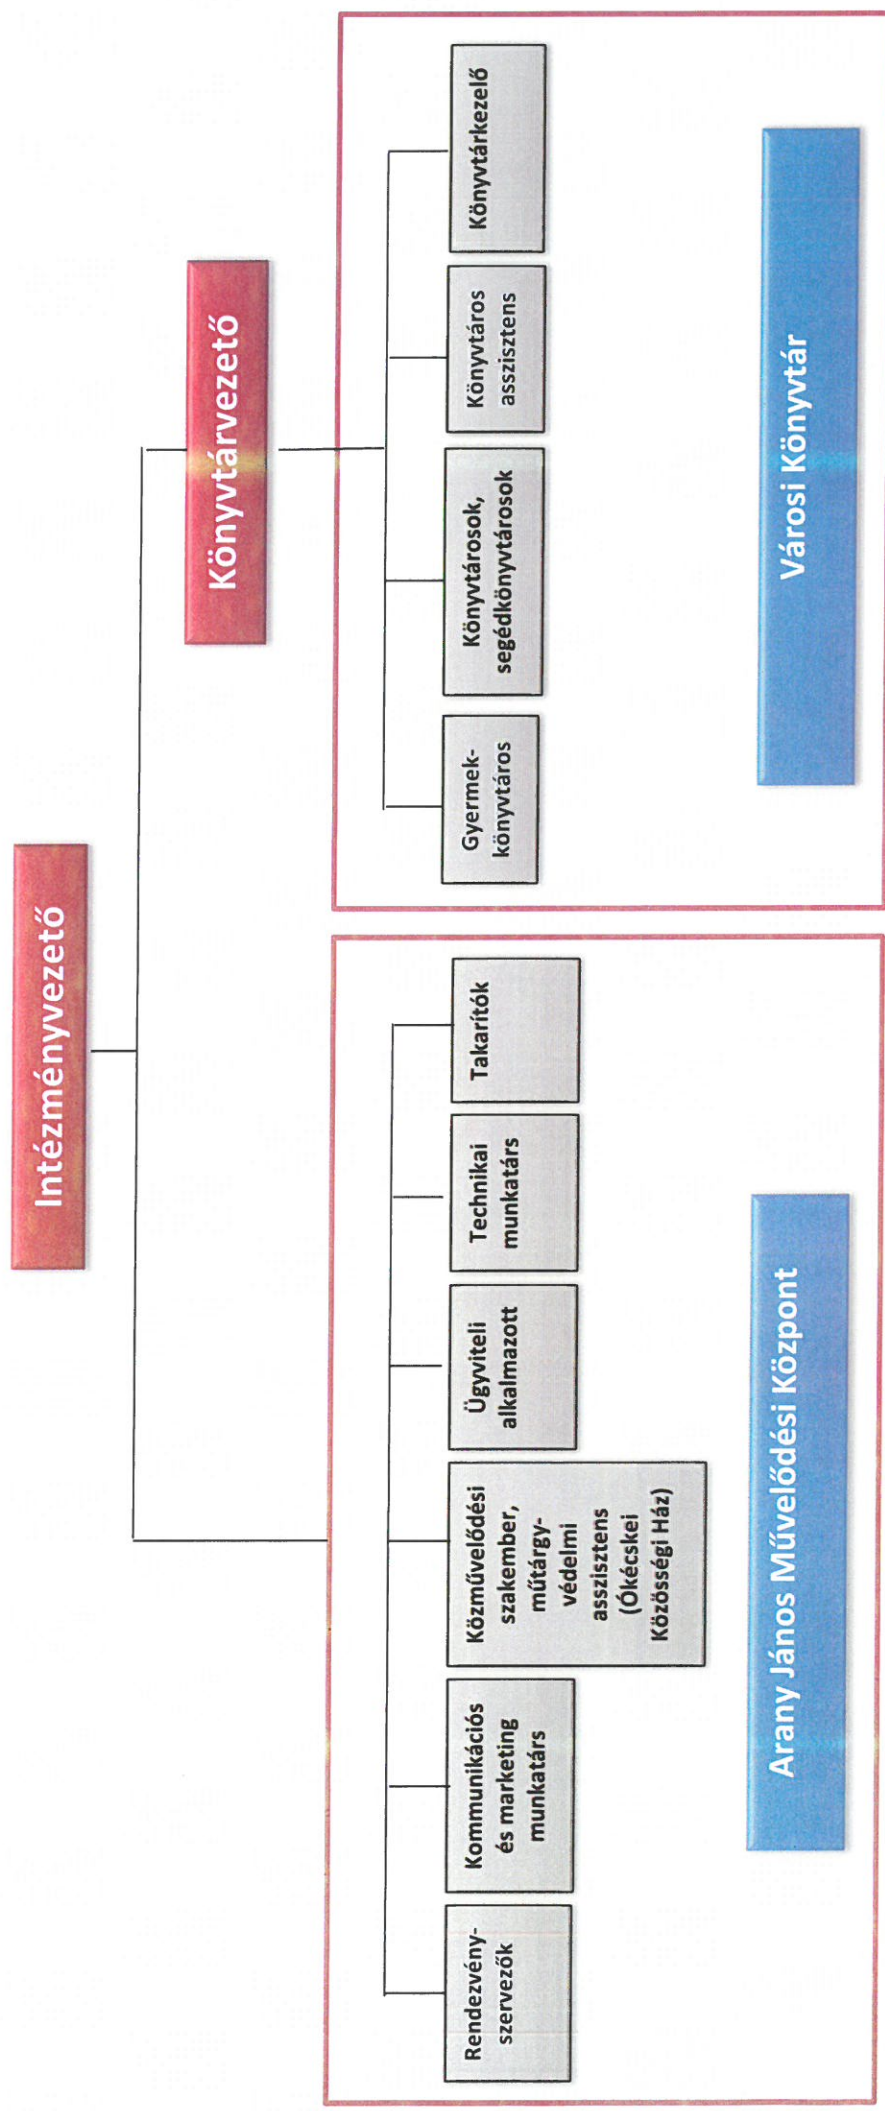 Intézményvezető
Könyvtárvezető
Rendezvény-
szervezők
Kommunikációs
és marketing
munkatárs
Közművelődési
szakember,
műtárgy-
védelmi
asszisztens
(Ókécskei
Közösségi Ház)
Ügyviteli
alkalmazott
Technikai
munkatárs
Takarítók
Gyermek-
könyvtáros
Könyvtárosok,
segédkönyvtárosok
Könyvtáros
asszisztens
Könyvtárkezelő
Arany János Művelődési Központ
Városi Könyvtár